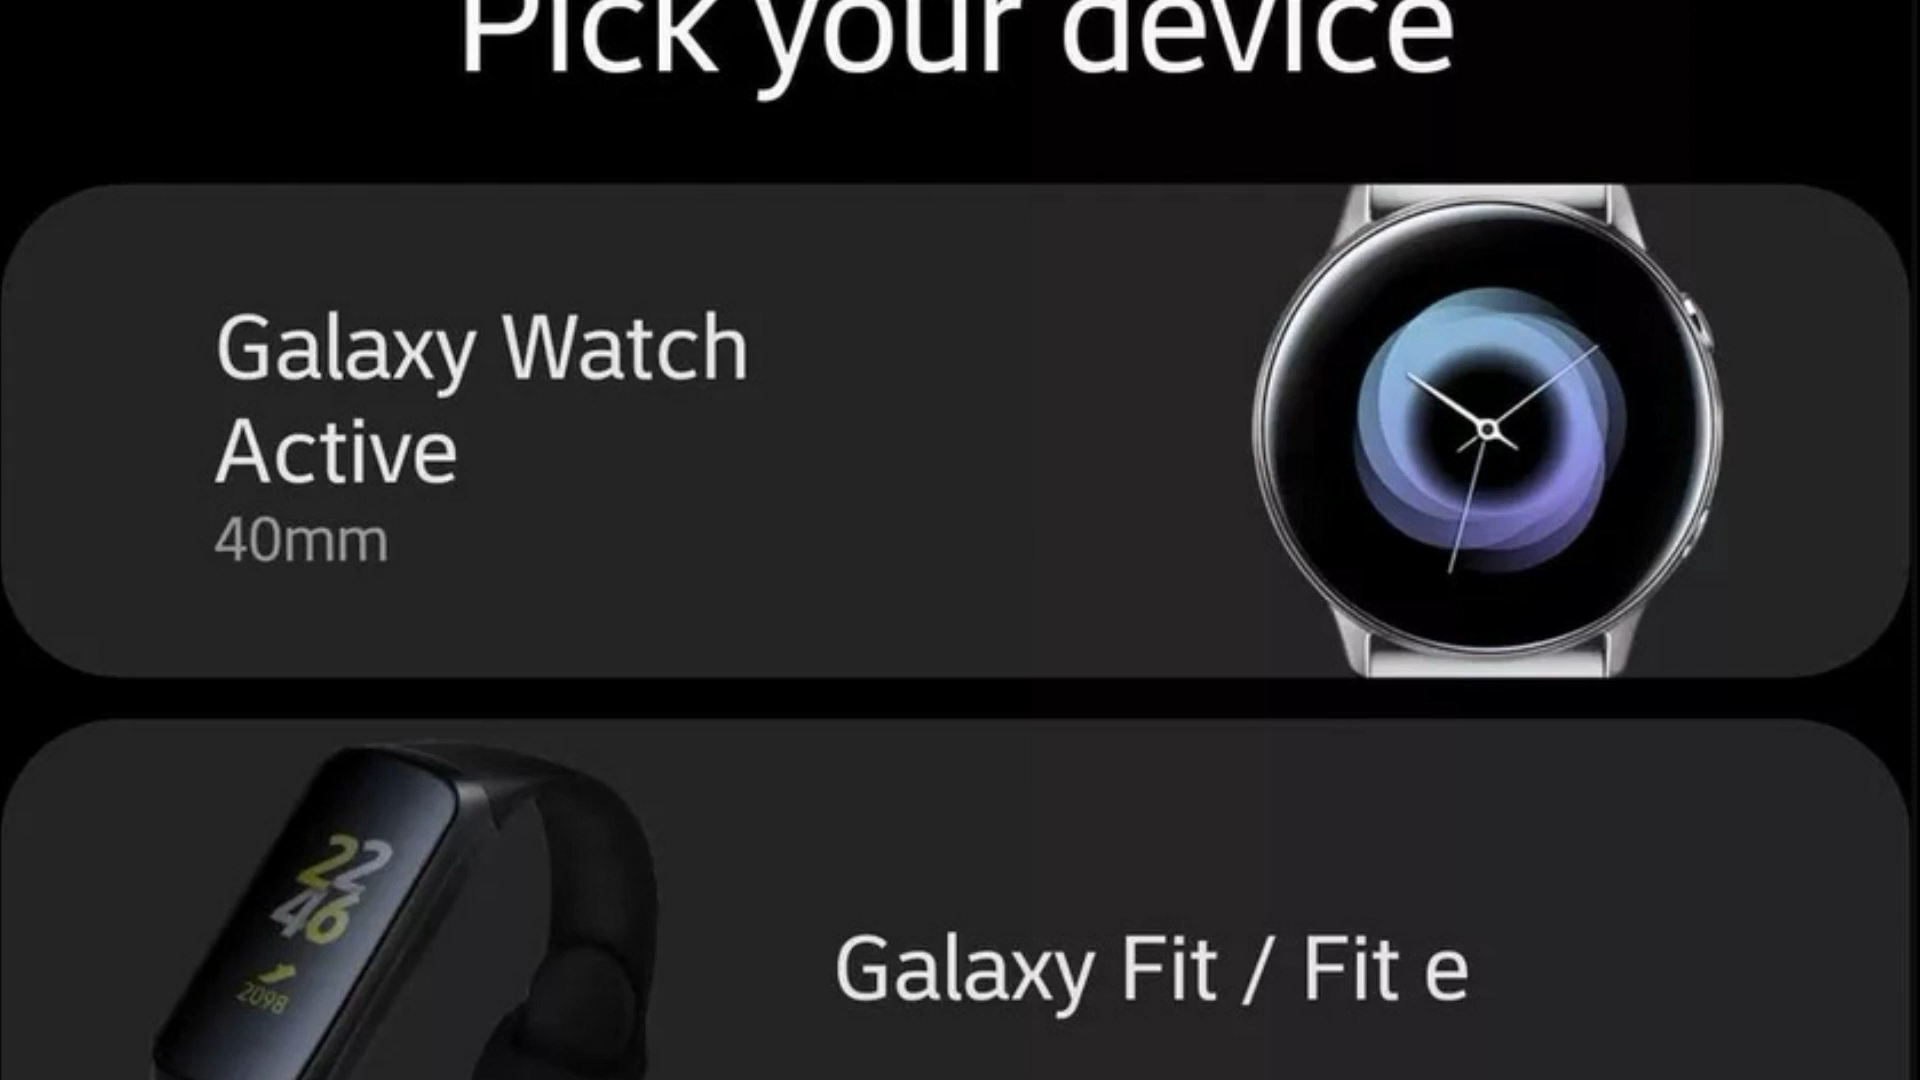 Pick your device
Galaxy Watch
Active
40mm
22
46
2098
Galaxy Fit / Fit e